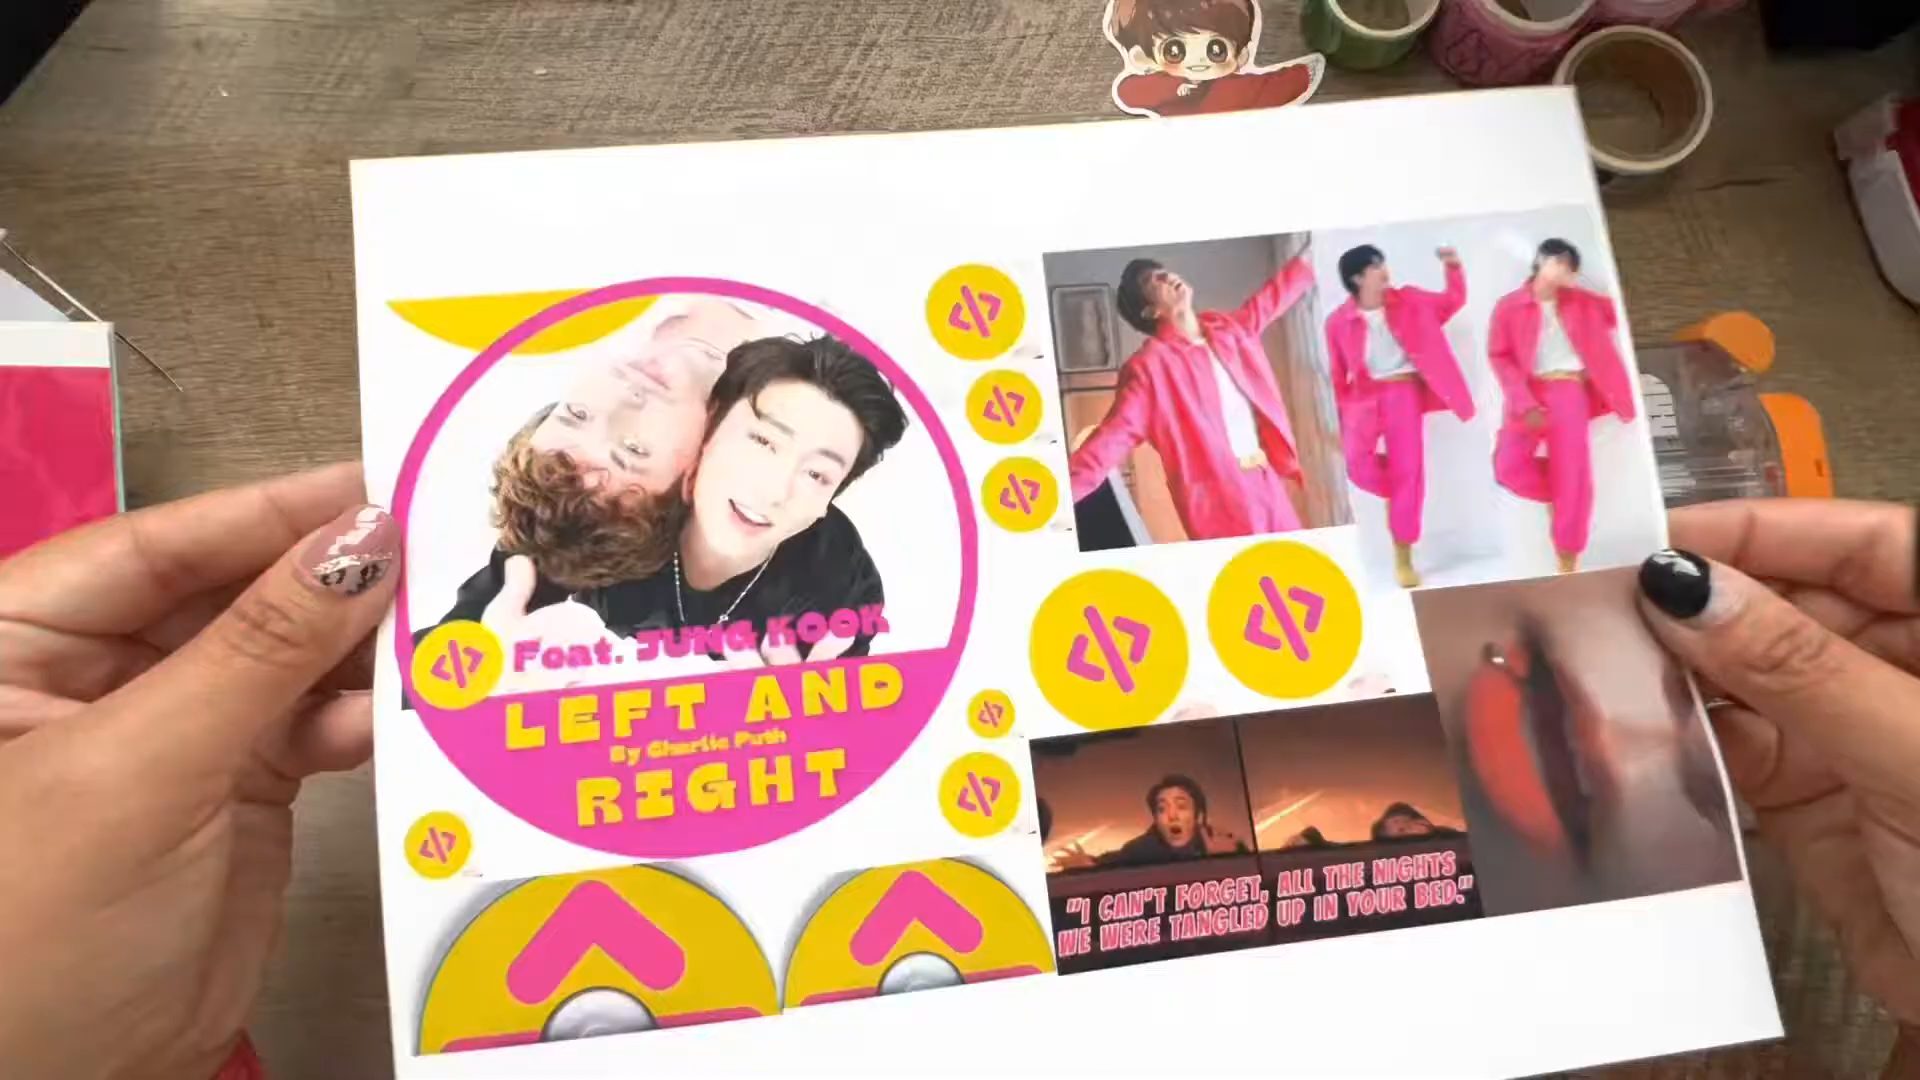 Feat. JUNG KOOK
LEFT AND
By Charlie Puth
RIGHT
"I CAN'T FORGET, ALL THE NIGHTS
WE WERE TANGLED UP IN YOUR BED."